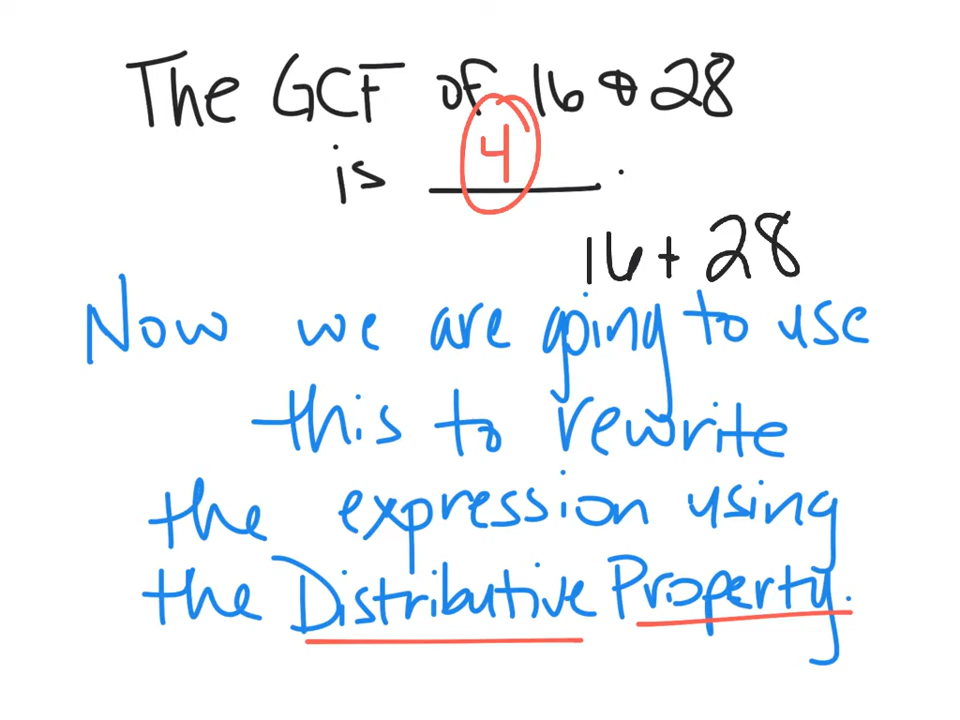 The GCF of 16 & 28
is 4.
16 + 28
Now we are going to use
this to rewrite
the expression using
the Distributive Property.